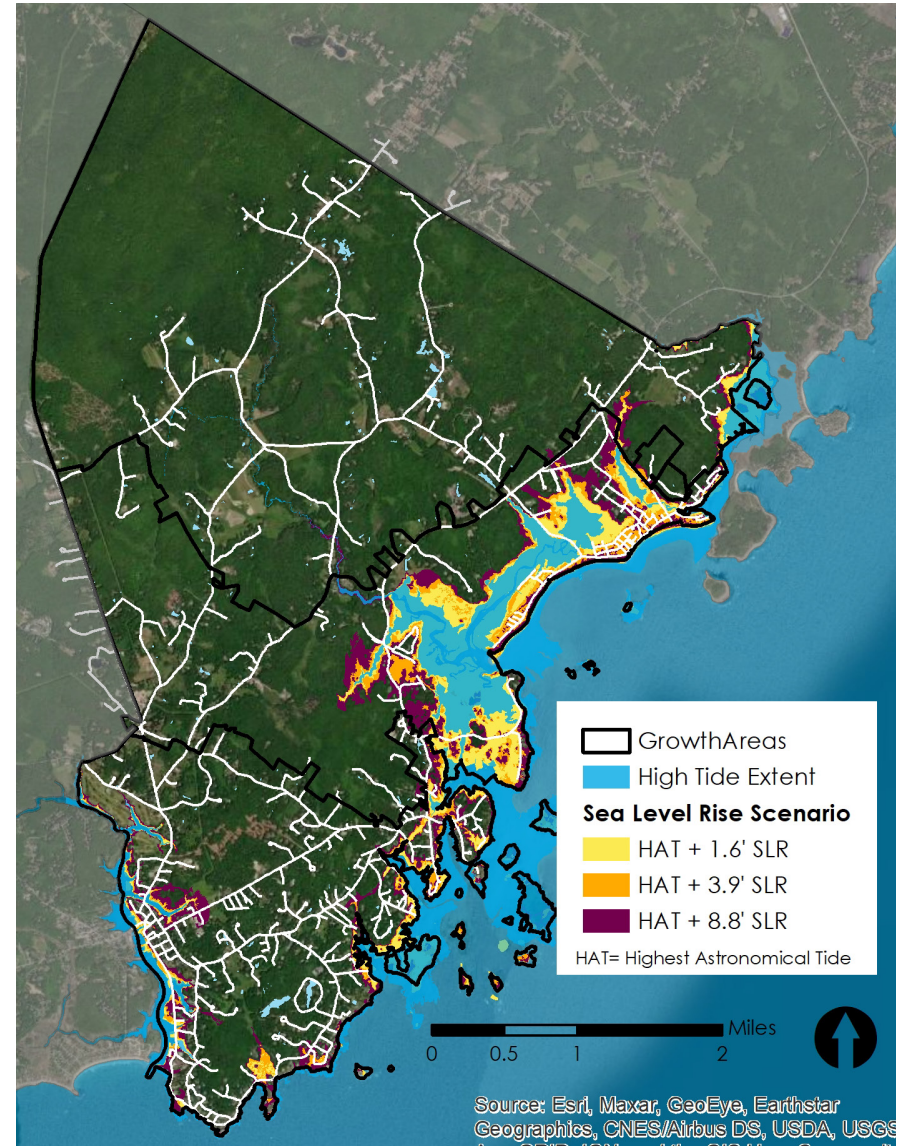 GrowthAreas
High Tide Extent
Sea Level Rise Scenario
HAT + 1.6' SLR
HAT + 3.9' SLR
HAT + 8.8' SLR
HAT= Highest Astronomical Tide
Miles
0 0.5 1 2
Source: Esri, Maxar, GeoEye, Earthstar
Geographics, CNES/Airbus DS, USDA, USGS